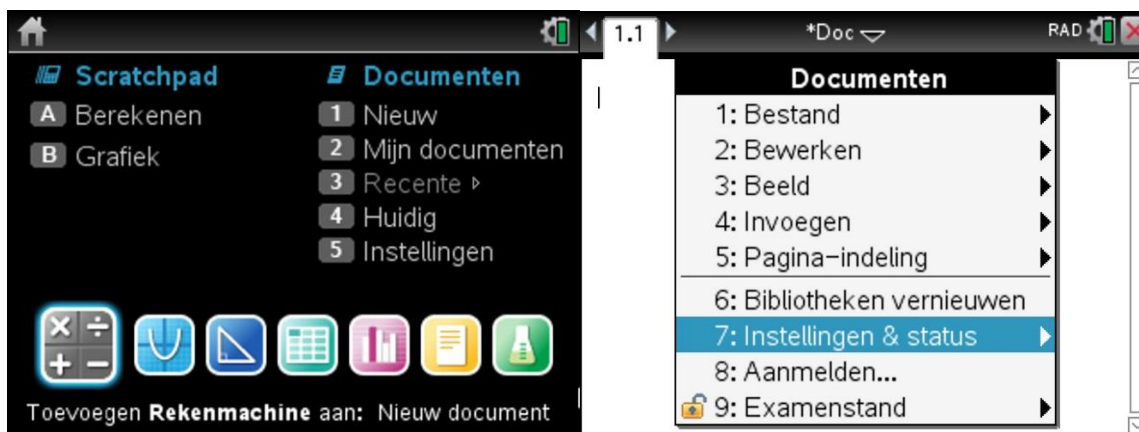 Scratchpad
A Berekenen
B Grafiek
Documenten
1 Nieuw
2 Mijn documenten
3 Recente ▹
4 Huidig
5 Instellingen
Toevoegen Rekenmachine aan: Nieuw document
1.1
*Doc
RAD
Documenten
1: Bestand
2: Bewerken
3: Beeld
4: Invoegen
5: Pagina-indeling
6: Bibliotheken vernieuwen
7: Instellingen & status
8: Aanmelden...
9: Examenstand